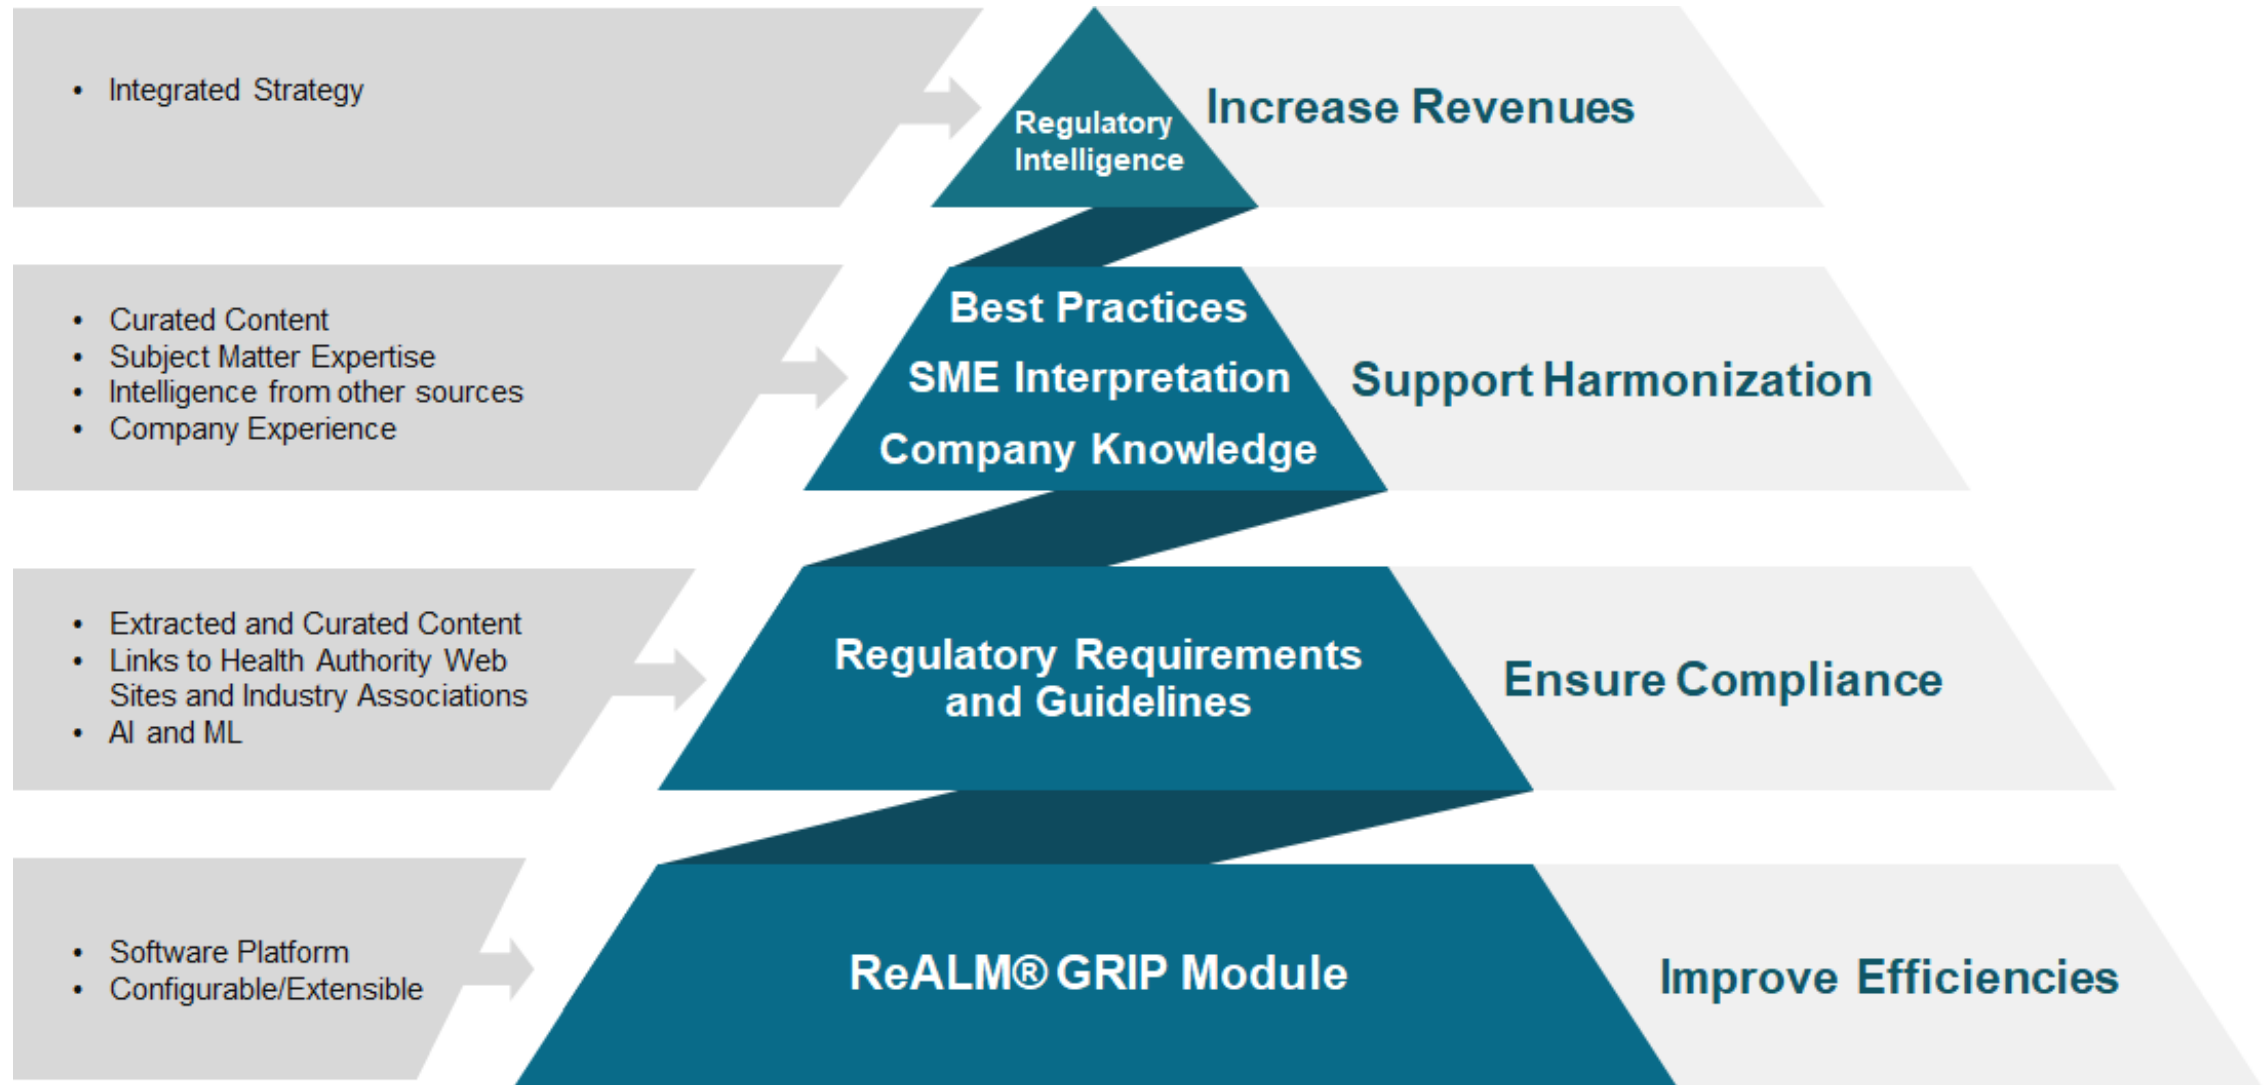 • Integrated Strategy
Regulatory
Intelligence
Increase Revenues
• Curated Content
• Subject Matter Expertise
• Intelligence from other sources
• Company Experience
Best Practices
SME Interpretation
Company Knowledge
Support Harmonization
• Extracted and Curated Content
• Links to Health Authority Web
Sites and Industry Associations
• AI and ML
Regulatory Requirements
and Guidelines
Ensure Compliance
• Software Platform
• Configurable/Extensible
ReALM® GRIP Module
Improve Efficiencies